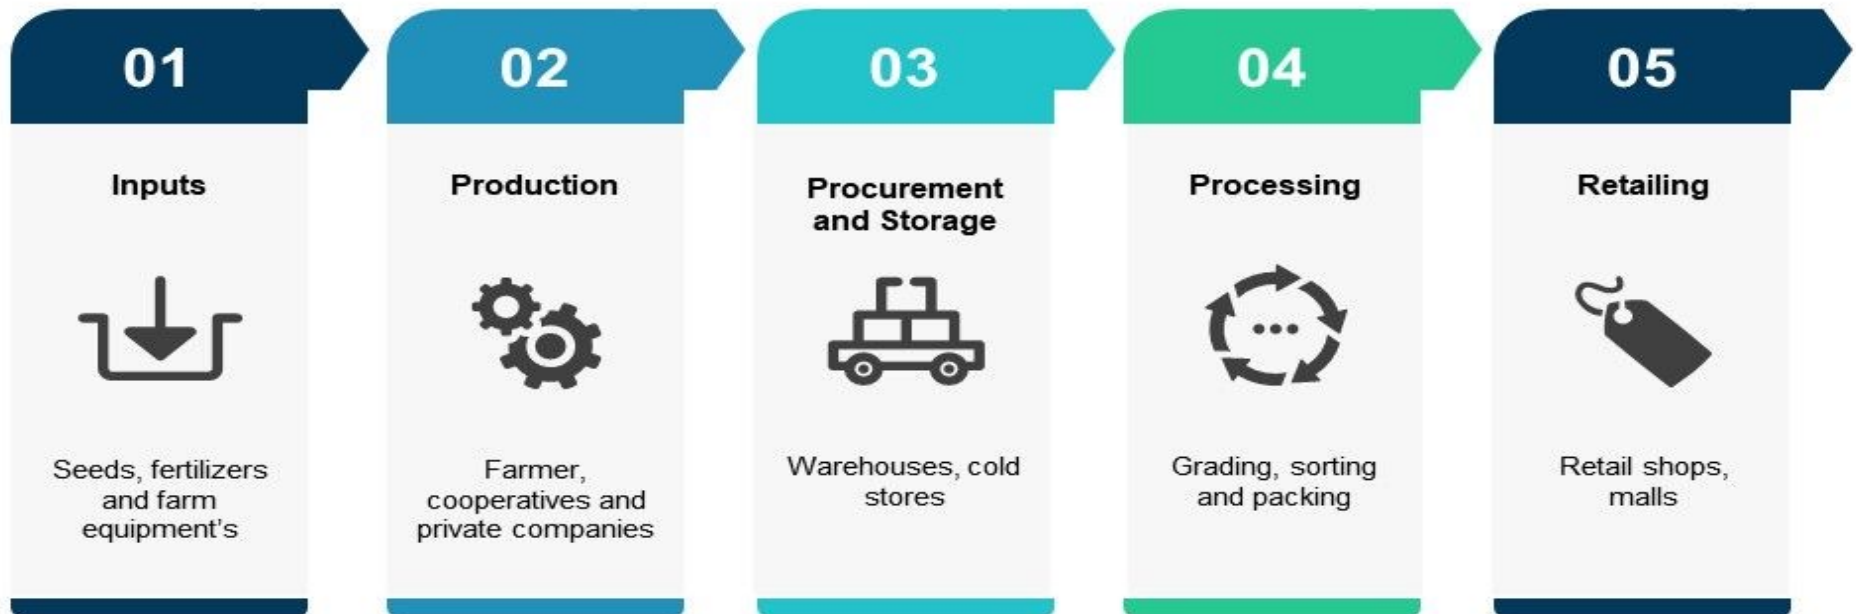 01
Inputs
Seeds, fertilizers
and farm
equipment's
02
Production
Farmer,
cooperatives and
private companies
03
Procurement
and Storage
Warehouses, cold
stores
04
Processing
Grading, sorting
and packing
05
Retailing
Retail shops,
malls